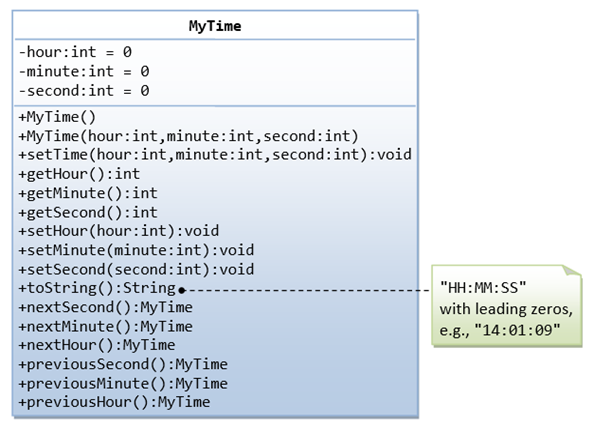 MyTime
-hour:int = 0
-minute:int = 0
-second:int = 0
+MyTime()
+MyTime(hour:int,minute:int,second:int)
+setTime(hour:int,minute:int,second:int):void
+getHour():int
+getMinute():int
+getSecond():int
+setHour(hour:int):void
+setMinute(minute:int):void
+setSecond(second:int):void
+toString():String
+nextSecond():MyTime
+nextMinute():MyTime
+nextHour():MyTime
+previousSecond():MyTime
+previousMinute():MyTime
+previousHour():MyTime
"HH:MM:SS"
with leading zeros,
e.g., "14:01:09"